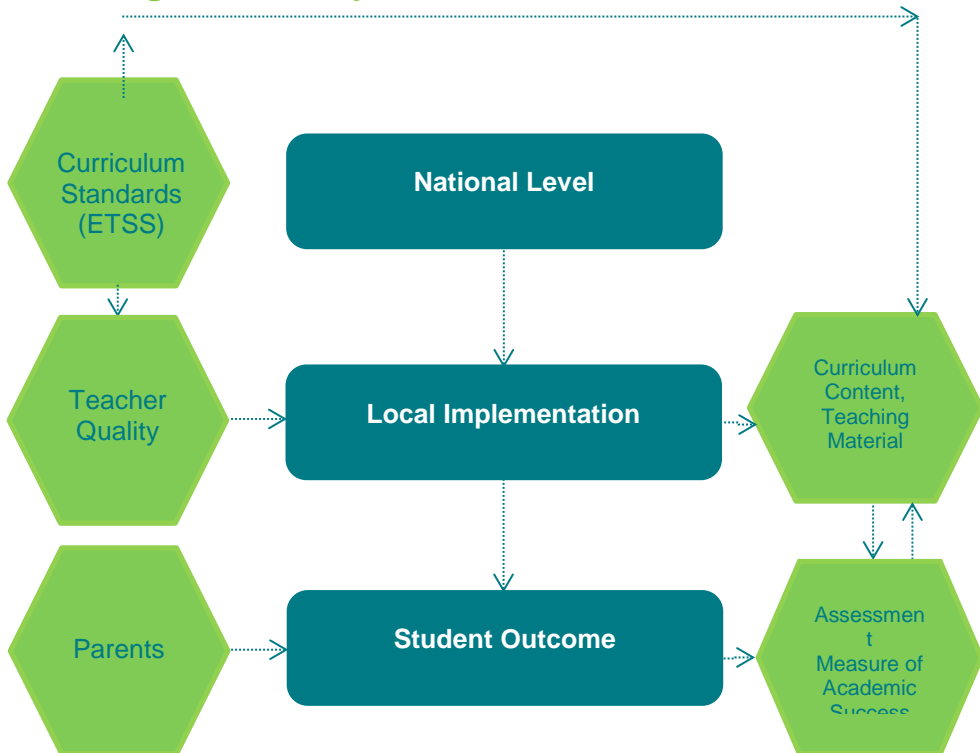 Curriculum
Standards
(ETSS)
National Level
Teacher
Quality
Local Implementation
Curriculum
Content,
Teaching
Material
Parents
Student Outcome
Assessmen
t
Measure of
Academic
Success